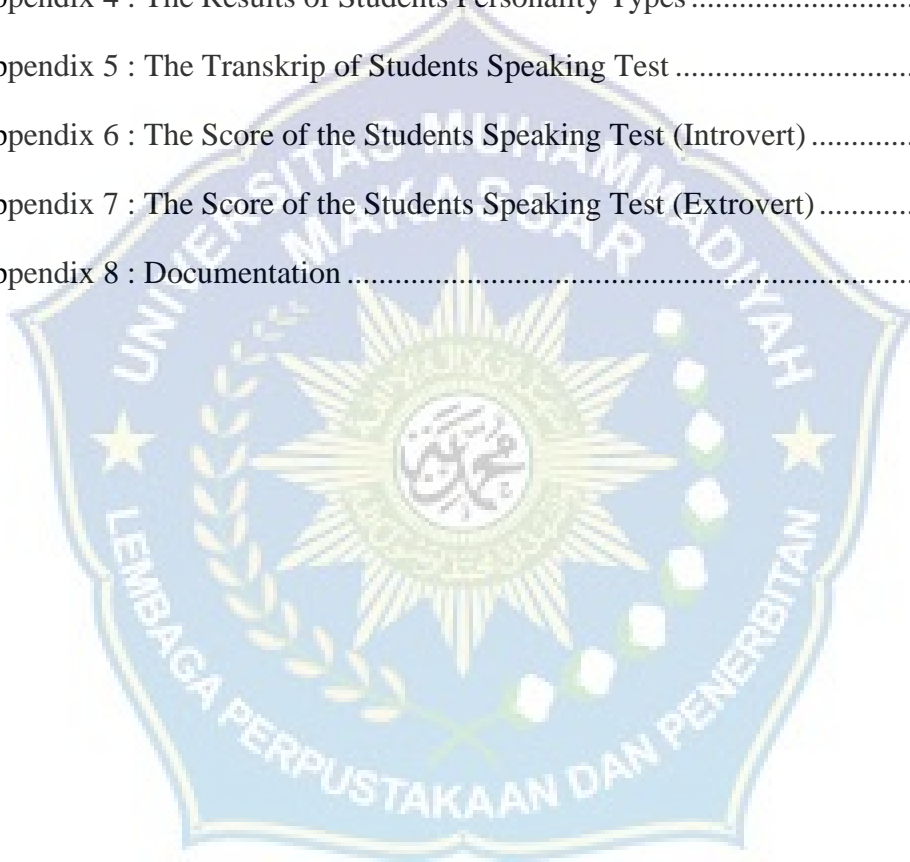 ppendix 4 : The Results of Students Personality Types ....................................
ppendix 5 : The Transkrip of Students Speaking Test ......................................
ppendix 6 : The Score of the Students Speaking Test (Introvert) ...............
ppendix 7 : The Score of the Students Speaking Test (Extrovert) ..............
ppendix 8 : Documentation .....................................................................................
UNIVERSITAS MUHAMMADIYAH
MAKASSAR
LEMBAGA PERPUSTAKAAN DAN PENERBITAN